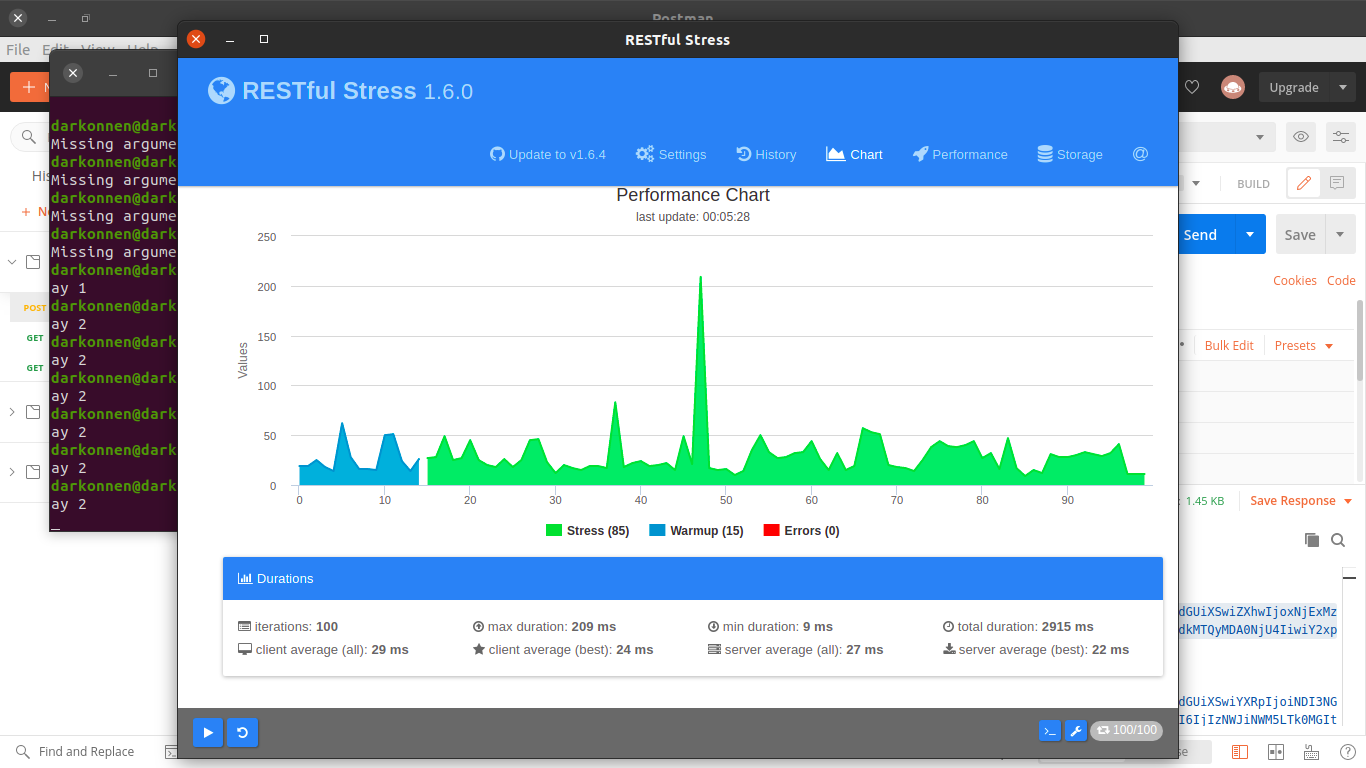 Postman
File Edit View Help
RESTful Stress
RESTful Stress 1.6.0
Upgrade
Update to v1.6.4 Settings History Chart Performance Storage @
BUILD
Performance Chart
last update: 00:05:28
Send
Save
Cookies Code
Bulk Edit Presets
darkonnen@dark
Missing argume
darkonnen@dark
Missing argume
darkonnen@dark
Missing argume
darkonnen@dark
Missing argume
darkonnen@dark
ay 1
darkonnen@dark
ay 2
darkonnen@dark
ay 2
darkonnen@dark
ay 2
darkonnen@dark
ay 2
darkonnen@dark
ay 2
darkonnen@dark
ay 2
His
+ N
POST
GET
GET
Values
250
200
150
100
50
0
0 10 20 30 40 50 60 70 80 90
Stress (85) Warmup (15) Errors (0)
1.45 KB Save Response
Durations
iterations: 100 max duration: 209 ms min duration: 9 ms total duration: 2915 ms
client average (all): 29 ms client average (best): 24 ms server average (all): 27 ms server average (best): 22 ms
dGUiXSwiZXhwIjoxNjExMz
dkMTQyMDA0NjU4IiwiY2xp
dGUiXSwiYXRpIjoiNDI3NG
I6IjIzNWJiNWM5LTk0MGIt
100/100
Find and Replace